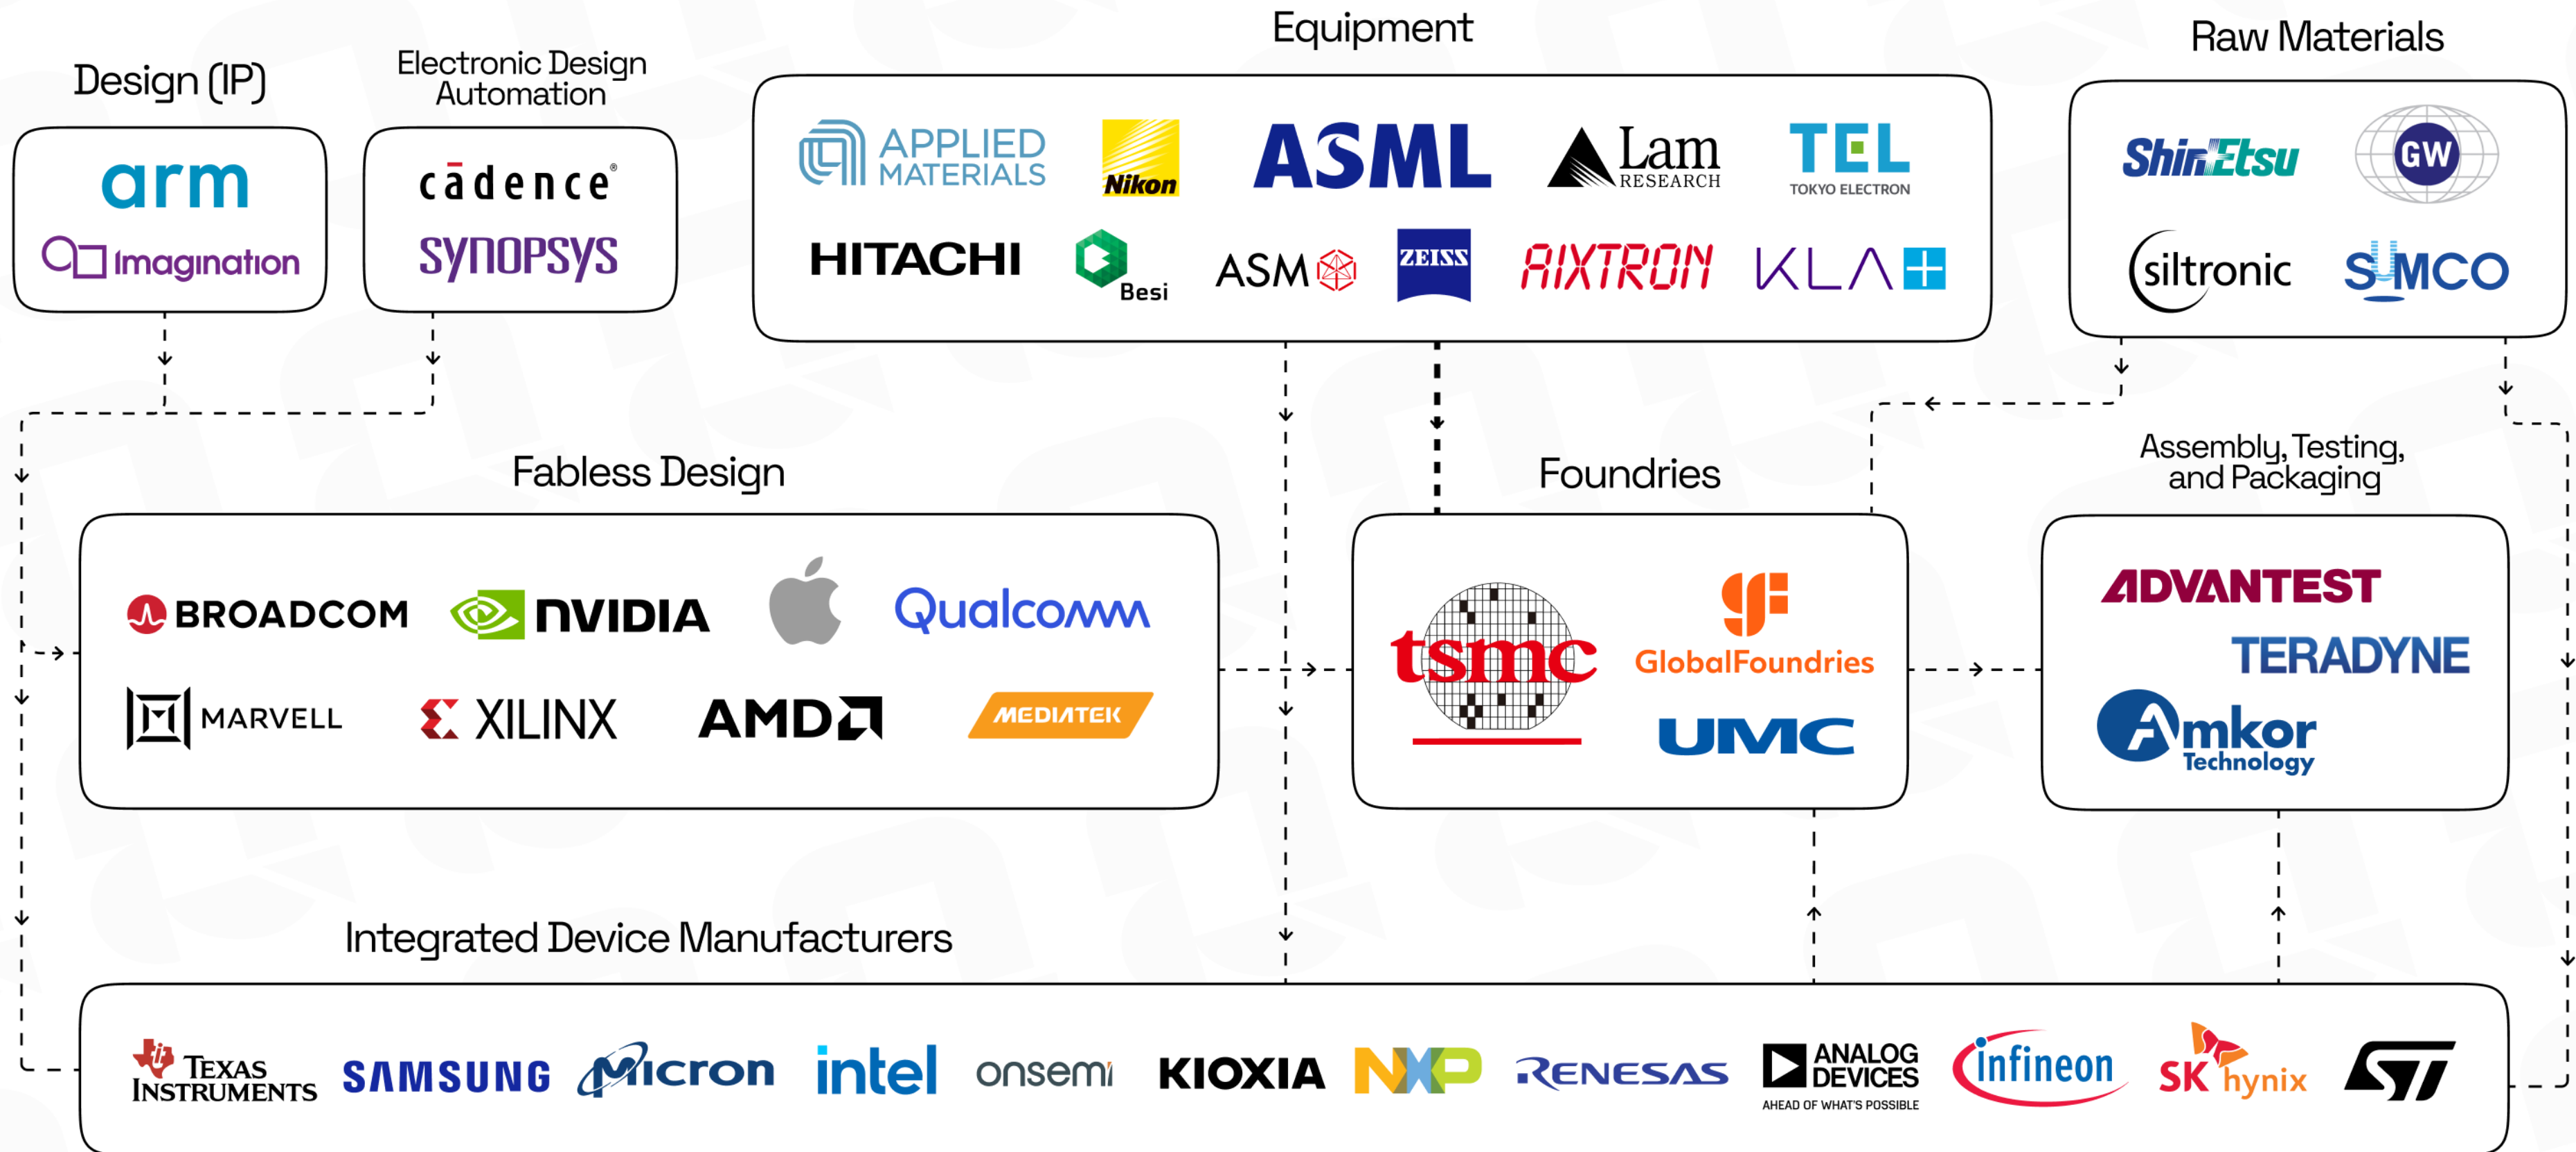 Design (IP)
arm
Imagination
Electronic Design
Automation
cādence®
SYNOPSYS
Equipment
APPLIED
MATERIALS
Nikon
ASML
Lam
RESEARCH
TEL
TOKYO ELECTRON
HITACHI
Besi
ASM
ZEISS
AIXTRON
KLA+
Raw Materials
ShinEtsu
GW
siltronic
SUMCO
Fabless Design
BROADCOM
NVIDIA
Qualcomm
MARVELL
XILINX
AMD
MEDIATEK
Foundries
tsmc
GF
GlobalFoundries
UMC
Assembly, Testing,
and Packaging
ADVANTEST
TERADYNE
Amkor
Technology
Integrated Device Manufacturers
TEXAS
INSTRUMENTS
SAMSUNG
Micron
intel
onsemi
KIOXIA
NXP
RENESAS
ANALOG
DEVICES
AHEAD OF WHAT'S POSSIBLE
infineon
SK hynix
ST